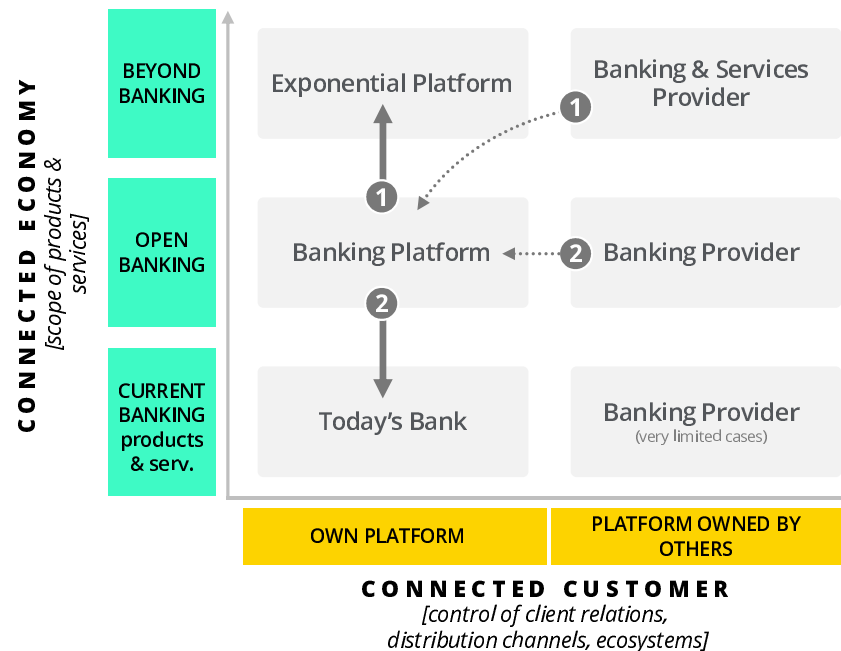 CONNECTED ECONOMY
[scope of products &
services]
BEYOND
BANKING
Exponential Platform
Banking & Services
Provider
1
1
OPEN
BANKING
Banking Platform
2
Banking Provider
2
CURRENT
BANKING
products
& serv.
Today’s Bank
Banking Provider
(very limited cases)
OWN PLATFORM
PLATFORM OWNED BY
OTHERS
CONNECTED CUSTOMER
[control of client relations,
distribution channels, ecosystems]